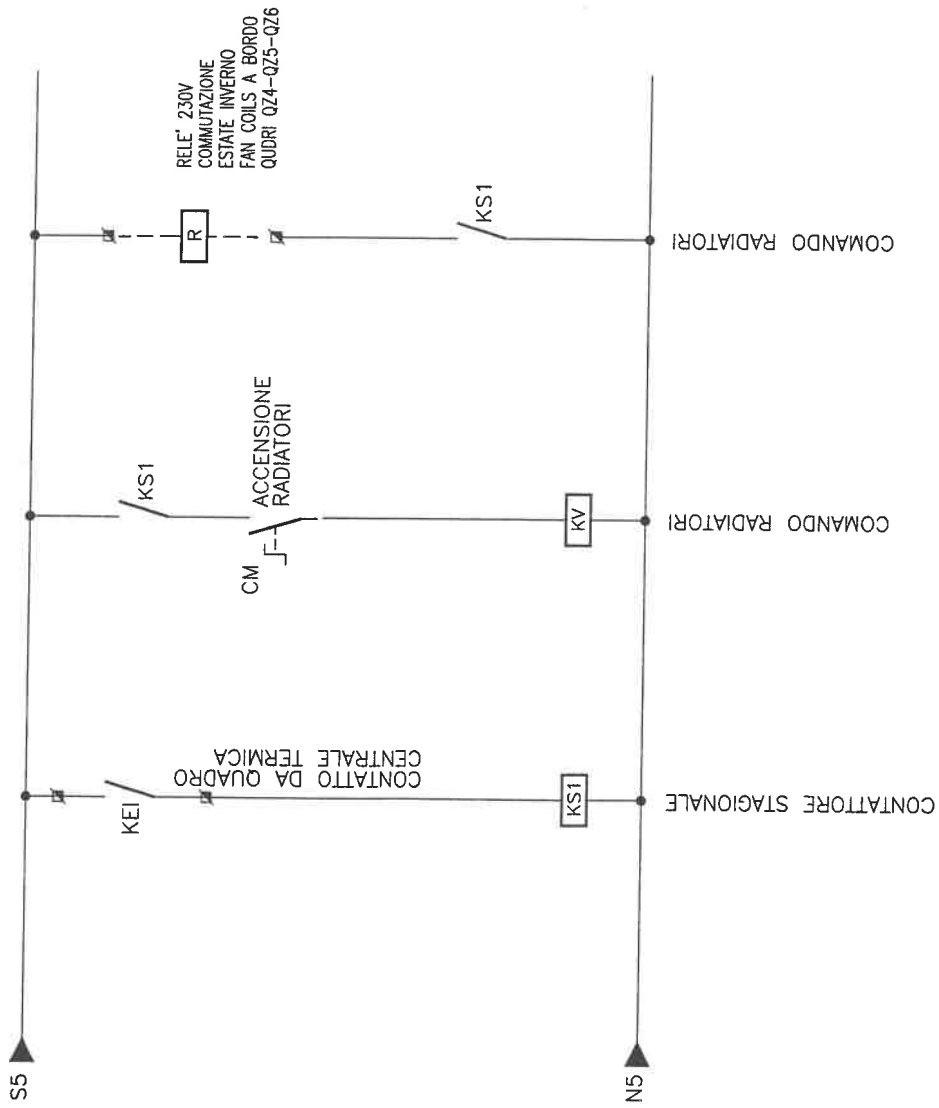 S5
N5
KEI
CONTATTO DA QUADRO
CENTRALE TERMICA
KS1
CONTATTORE STAGIONALE
KS1
CM
ACCENSIONE
RADIATORI
KV
COMANDO RADIATORI
RELE' 230V
COMMUTAZIONE
ESTATE INVERNO
FAN COILS A BORDO
QUDRI QZ4-QZ5-QZ6
R
KS1
COMANDO RADIATORI